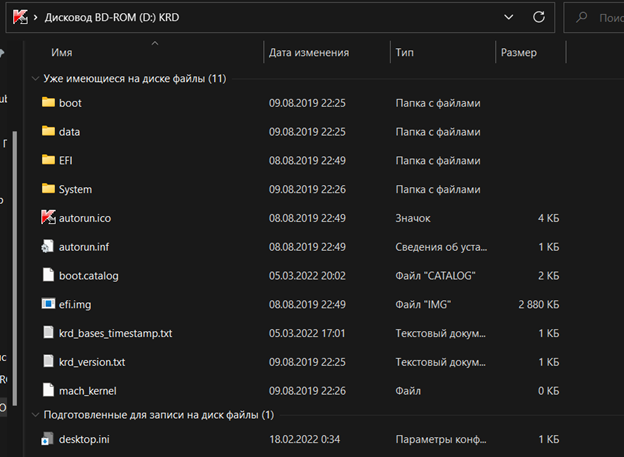 Дисковод BD-ROM (D:) KRD
Имя Дата изменения Тип Размер
Уже имеющиеся на диске файлы (11)
boot 09.08.2019 22:25 Папка с файлами
data 09.08.2019 22:25 Папка с файлами
EFI 08.08.2019 22:49 Папка с файлами
System 09.08.2019 22:26 Папка с файлами
autorun.ico 08.08.2019 22:49 Значок 4 КБ
autorun.inf 08.08.2019 22:49 Сведения об уста... 1 КБ
boot.catalog 05.03.2022 20:02 Файл "CATALOG" 2 КБ
efi.img 08.08.2019 22:49 Файл "IMG" 2 880 КБ
krd_bases_timestamp.txt 05.03.2022 17:01 Текстовый докум... 1 КБ
krd_version.txt 09.08.2019 22:25 Текстовый докум... 1 КБ
mach_kernel 09.08.2019 22:26 Файл 0 КБ
Подготовленные для записи на диск файлы (1)
desktop.ini 18.02.2022 0:34 Параметры конф... 1 КБ